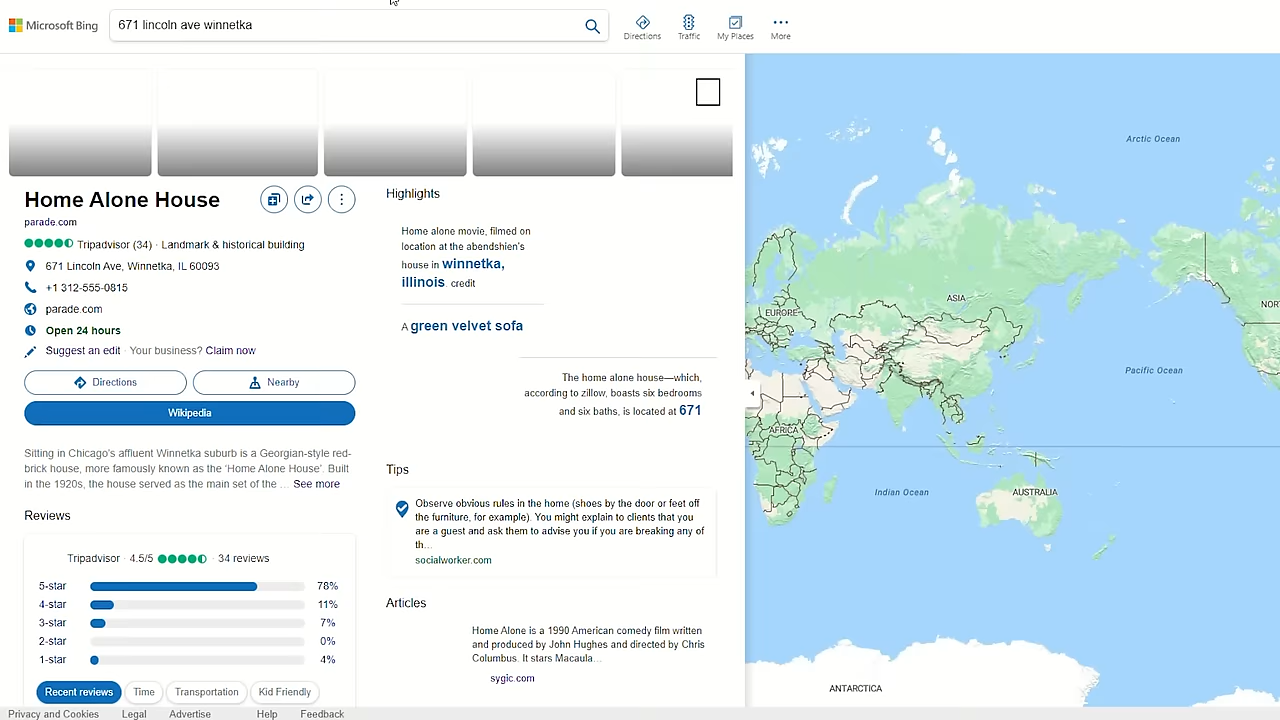 Microsoft Bing
671 lincoln ave winnetka
Directions
Traffic
My Places
More
Home Alone House
parade.com
Tripadvisor (34) · Landmark & historical building
671 Lincoln Ave, Winnetka, IL 60093
+1 312-555-0815
parade.com
Open 24 hours
Suggest an edit · Your business? Claim now
Directions
Nearby
Wikipedia
Sitting in Chicago's affluent Winnetka suburb is a Georgian-style red-
brick house, more famously known as the 'Home Alone House'. Built
in the 1920s, the house served as the main set of the ... See more
Reviews
Tripadvisor · 4.5/5 · 34 reviews
5-star 78%
4-star 11%
3-star 7%
2-star 0%
1-star 4%
Recent reviews
Time
Transportation
Kid Friendly
Highlights
Home alone movie, filmed on
location at the abendshien's
house in winnetka,
illinois. credit
A green velvet sofa
The home alone house—which,
according to zillow, boasts six bedrooms
and six baths, is located at 671
Tips
Observe obvious rules in the home (shoes by the door or feet off
the furniture, for example). You might explain to clients that you
are a guest and ask them to advise you if you are breaking any of
th...
socialworker.com
Articles
Home Alone is a 1990 American comedy film written
and produced by John Hughes and directed by Chris
Columbus. It stars Macaula...
sygic.com
Arctic Ocean
ASIA
EUROPE
NOR
Pacific Ocean
AFRICA
Indian Ocean
AUSTRALIA
ANTARCTICA
Privacy and Cookies
Legal
Advertise
Help
Feedback